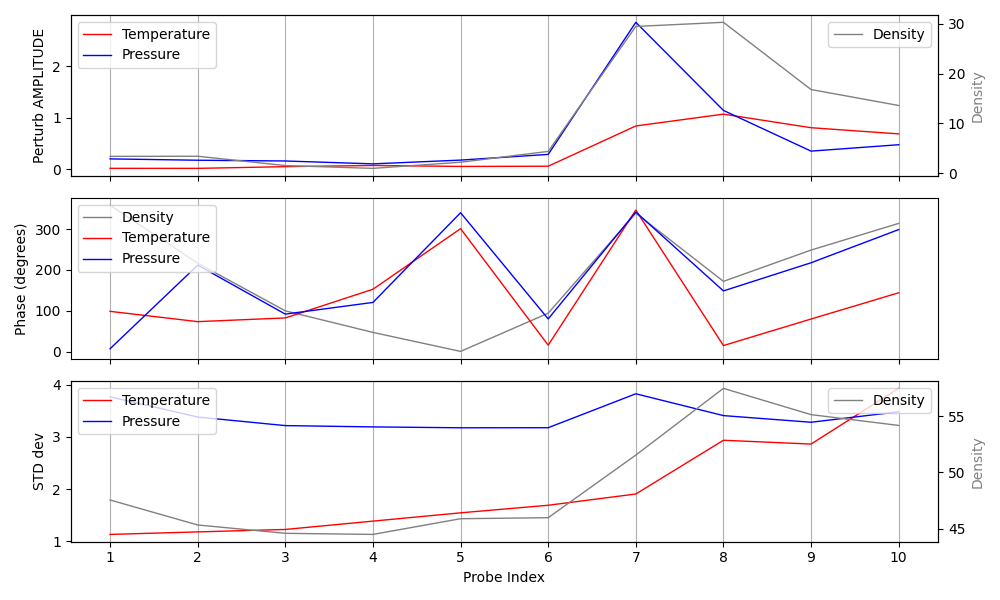 Temperature
Pressure
Density
Perturb AMPLITUDE
2
1
0
30
20
10
0
Density
Density
Temperature
Pressure
Phase (degrees)
300
200
100
0
Temperature
Pressure
Density
STD dev
4
3
2
1
55
50
45
Density
1 2 3 4 5 6 7 8 9 10
Probe Index